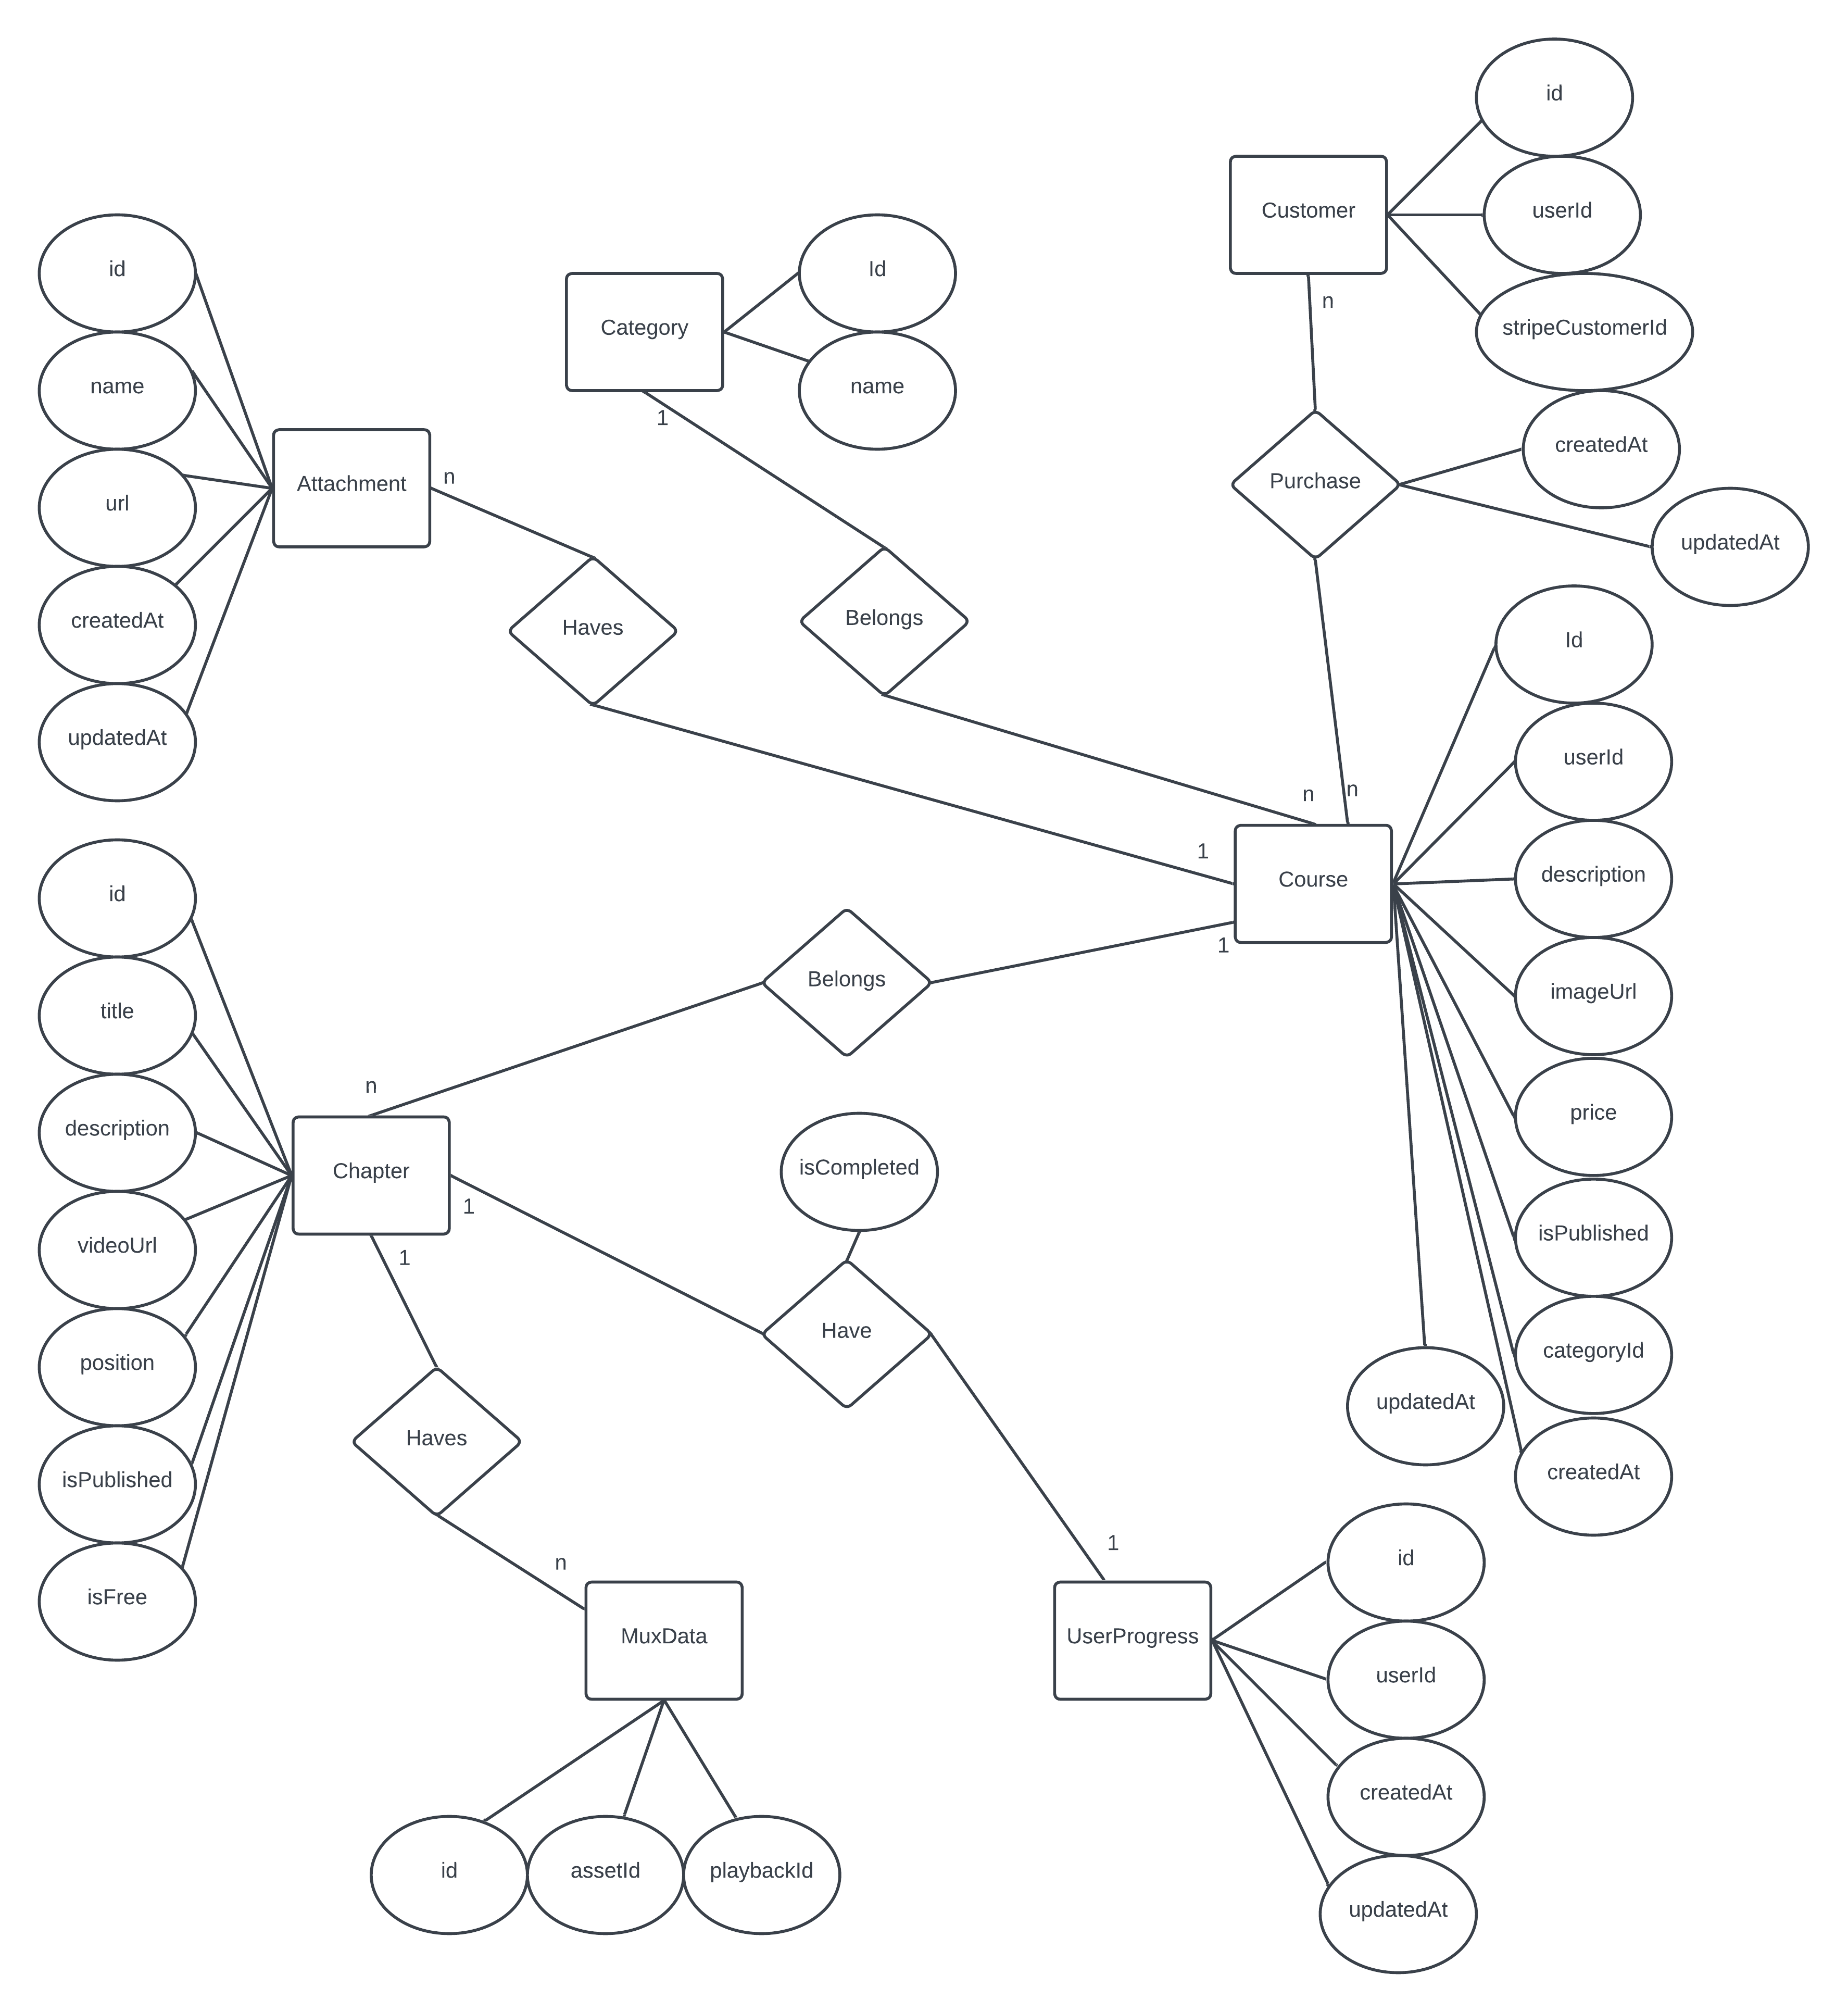 id
userId
stripeCustomerId
Customer
n
createdAt
updatedAt
Purchase
n
id
name
url
createdAt
updatedAt
Attachment
n
Haves
1
Id
name
Category
1
Belongs
n
Course
Id
userId
description
imageUrl
price
isPublished
categoryId
createdAt
updatedAt
1
Belongs
n
id
title
description
videoUrl
position
isPublished
isFree
Chapter
1
isCompleted
Have
1
1
Haves
n
MuxData
id
assetId
playbackId
UserProgress
id
userId
createdAt
updatedAt